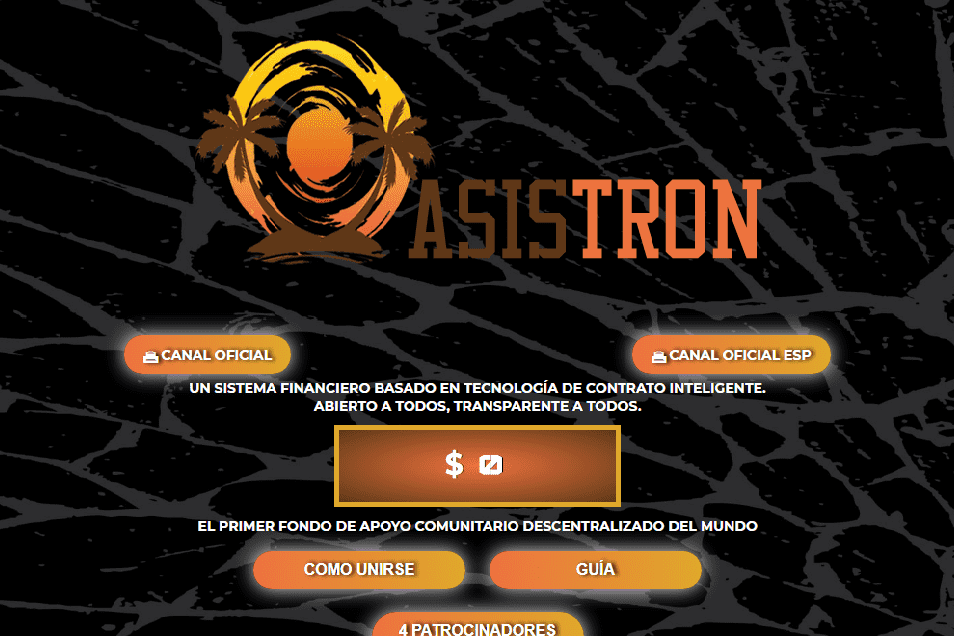 ASISTRON
CANAL OFICIAL
CANAL OFICIAL ESP
UN SISTEMA FINANCIERO BASADO EN TECNOLOGÍA DE CONTRATO INTELIGENTE.
ABIERTO A TODOS, TRANSPARENTE A TODOS.
$ 0
EL PRIMER FONDO DE APOYO COMUNITARIO DESCENTRALIZADO DEL MUNDO
COMO UNIRSE
GUÍA
4 PATROCINADORES